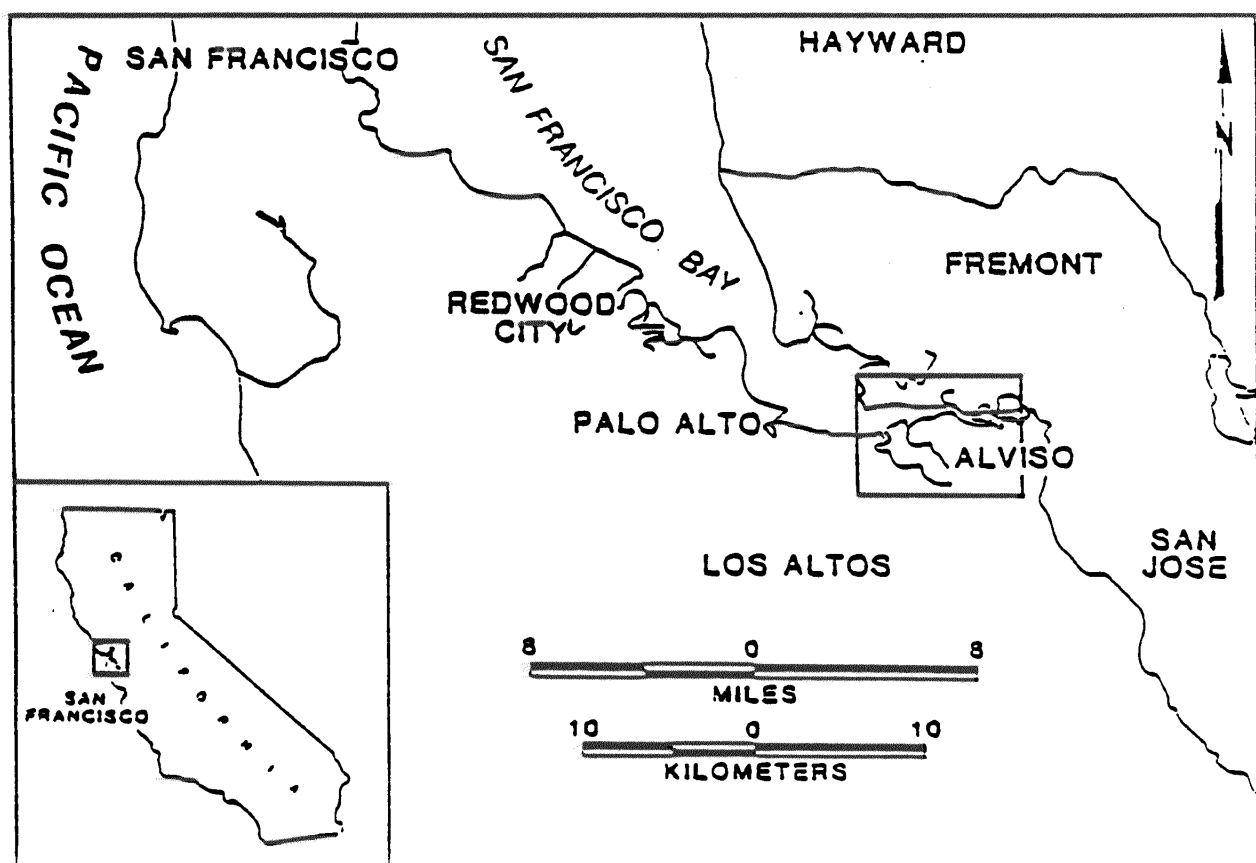 PACIFIC OCEAN
SAN FRANCISCO
SAN FRANCISCO BAY
HAYWARD
N
FREMONT
REDWOOD
CITY
PALO ALTO
ALVISO
LOS ALTOS
SAN
JOSE
8 0 8
MILES
10 0 10
KILOMETERS
CALIFORNIA
SAN
FRANCISCO